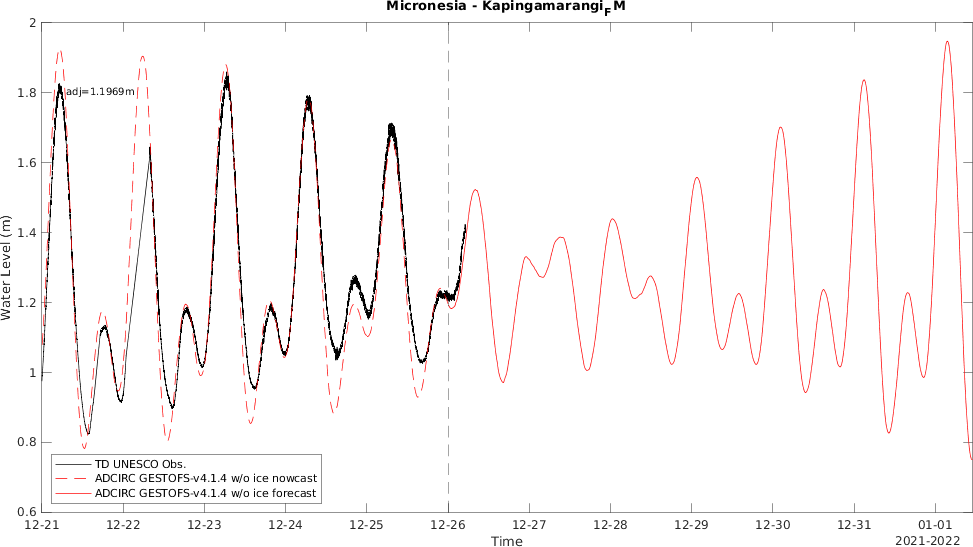 Micronesia - Kapingamarangi_FM
2
1.8
1.6
1.4
1.2
1
0.8
0.6
Water Level (m)
adj=1.1969m
TD UNESCO Obs.
ADCIRC GESTOFS-v4.1.4 w/o ice nowcast
ADCIRC GESTOFS-v4.1.4 w/o ice forecast
12-21 12-22 12-23 12-24 12-25 12-26 12-27 12-28 12-29 12-30 12-31 01-01
Time
2021-2022